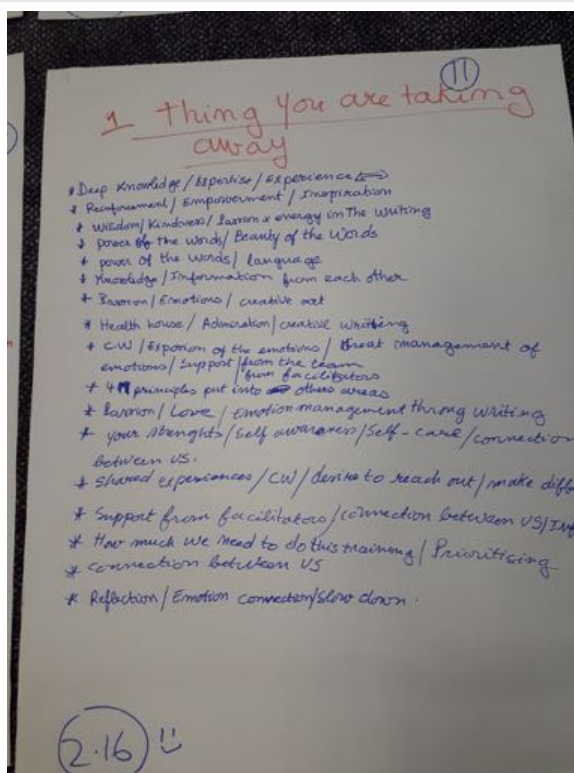 11
1 thing you are taking
away
* Deep Knowledge / Expertise / Experience
* Reinforcement / Empowerment / Inspiration
* Wisdom / Kindness / Passion & energy in the writing
* power of the words / Beauty of the Words
* power of the words / language
* Knowledge / Information from each other
* Passion / Emotions / creative art
* Health house / Admiration / creative writing
* CW / of the emotions / Great management of
emotions / Support from the team
from facilitators
* 4 principles put into others areas
* Passion / Love / Emotion management throng writing
* your strenghts / Self awareness / Self-care / connection
between US.
* Shared experiences / CW / desire to reach out / make diff
* Support from facilitators / connection between US /
* How much we need to do this training / Prioritising
* connection between US
* Reflection / Emotion connection / Slow down.
2.16